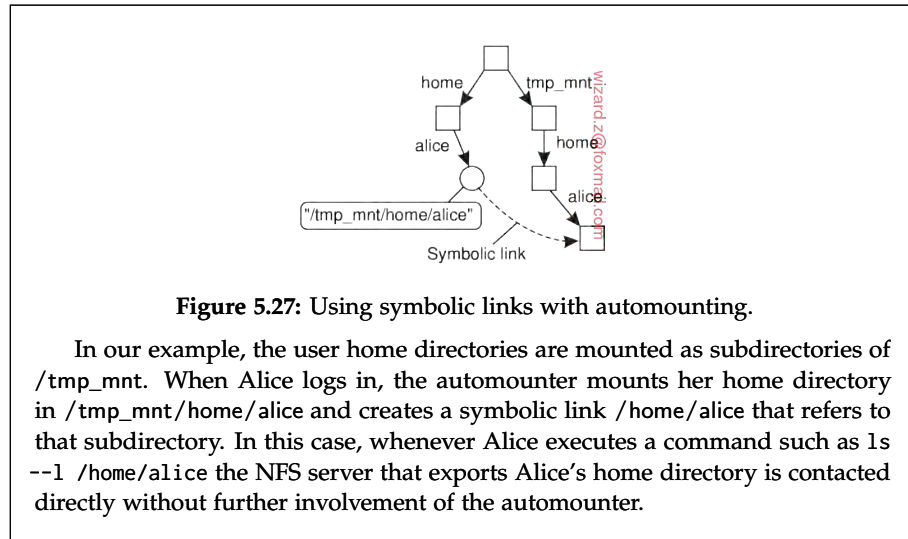 home
tmp_mnt
alice
home
alice
"/tmp_mnt/home/alice"
Symbolic link
wizard.z@foxmail.com
Figure 5.27: Using symbolic links with automounting.
In our example, the user home directories are mounted as subdirectories of
/tmp_mnt. When Alice logs in, the automounter mounts her home directory
in /tmp_mnt/home/alice and creates a symbolic link /home/alice that refers to
that subdirectory. In this case, whenever Alice executes a command such as ls
--l /home/alice the NFS server that exports Alice's home directory is contacted
directly without further involvement of the automounter.